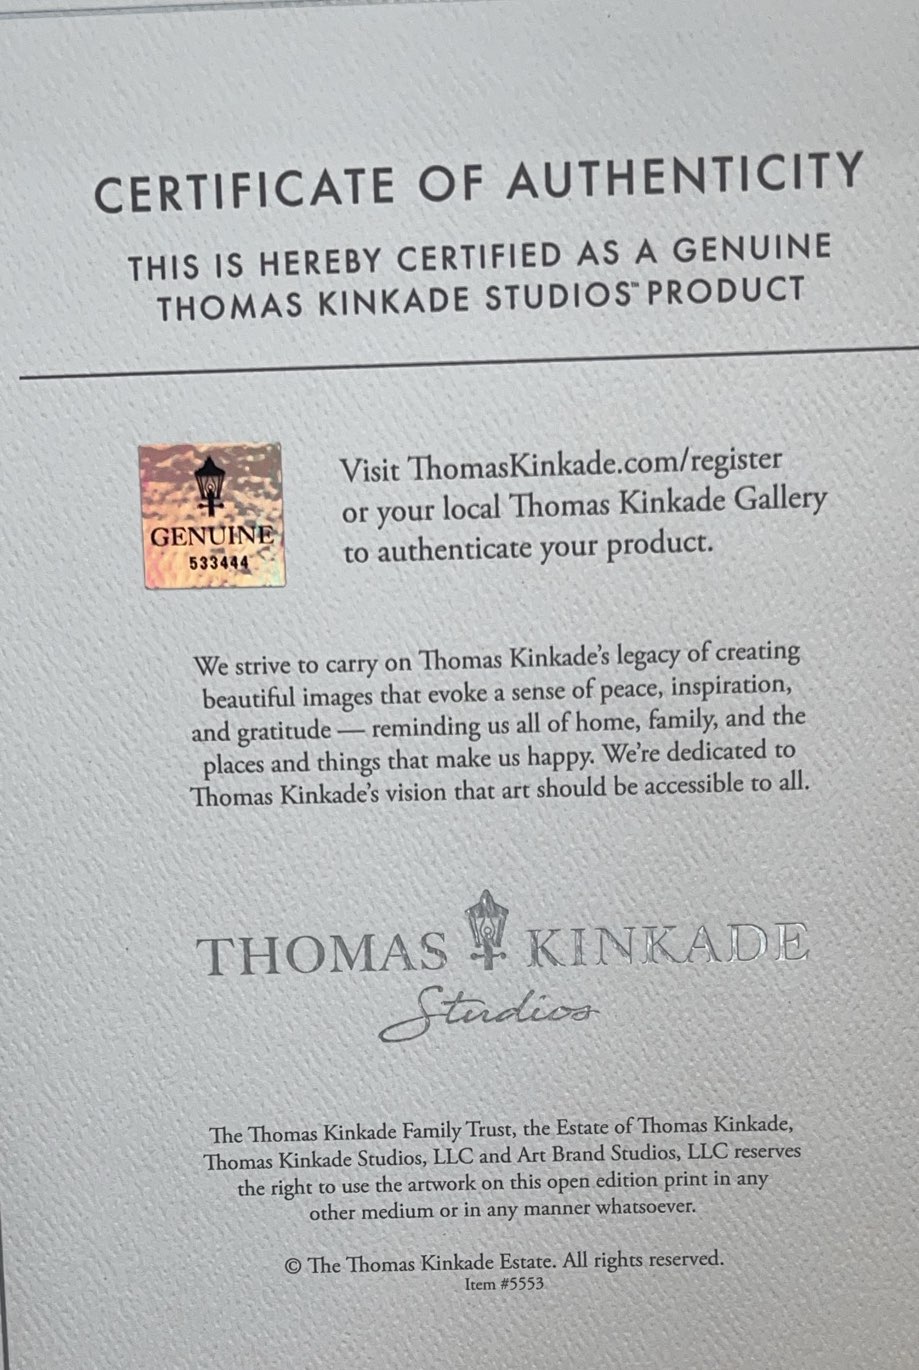 CERTIFICATE OF AUTHENTICITY
THIS IS HEREBY CERTIFIED AS A GENUINE
THOMAS KINKADE STUDIOS™ PRODUCT
GENUINE
533444
Visit ThomasKinkade.com/register
or your local Thomas Kinkade Gallery
to authenticate your product.
We strive to carry on Thomas Kinkade's legacy of creating
beautiful images that evoke a sense of peace, inspiration,
and gratitude — reminding us all of home, family, and the
places and things that make us happy. We're dedicated to
Thomas Kinkade's vision that art should be accessible to all.
THOMAS KINKADE
Studios
The Thomas Kinkade Family Trust, the Estate of Thomas Kinkade,
Thomas Kinkade Studios, LLC and Art Brand Studios, LLC reserves
the right to use the artwork on this open edition print in any
other medium or in any manner whatsoever.
© The Thomas Kinkade Estate. All rights reserved.
Item #5553